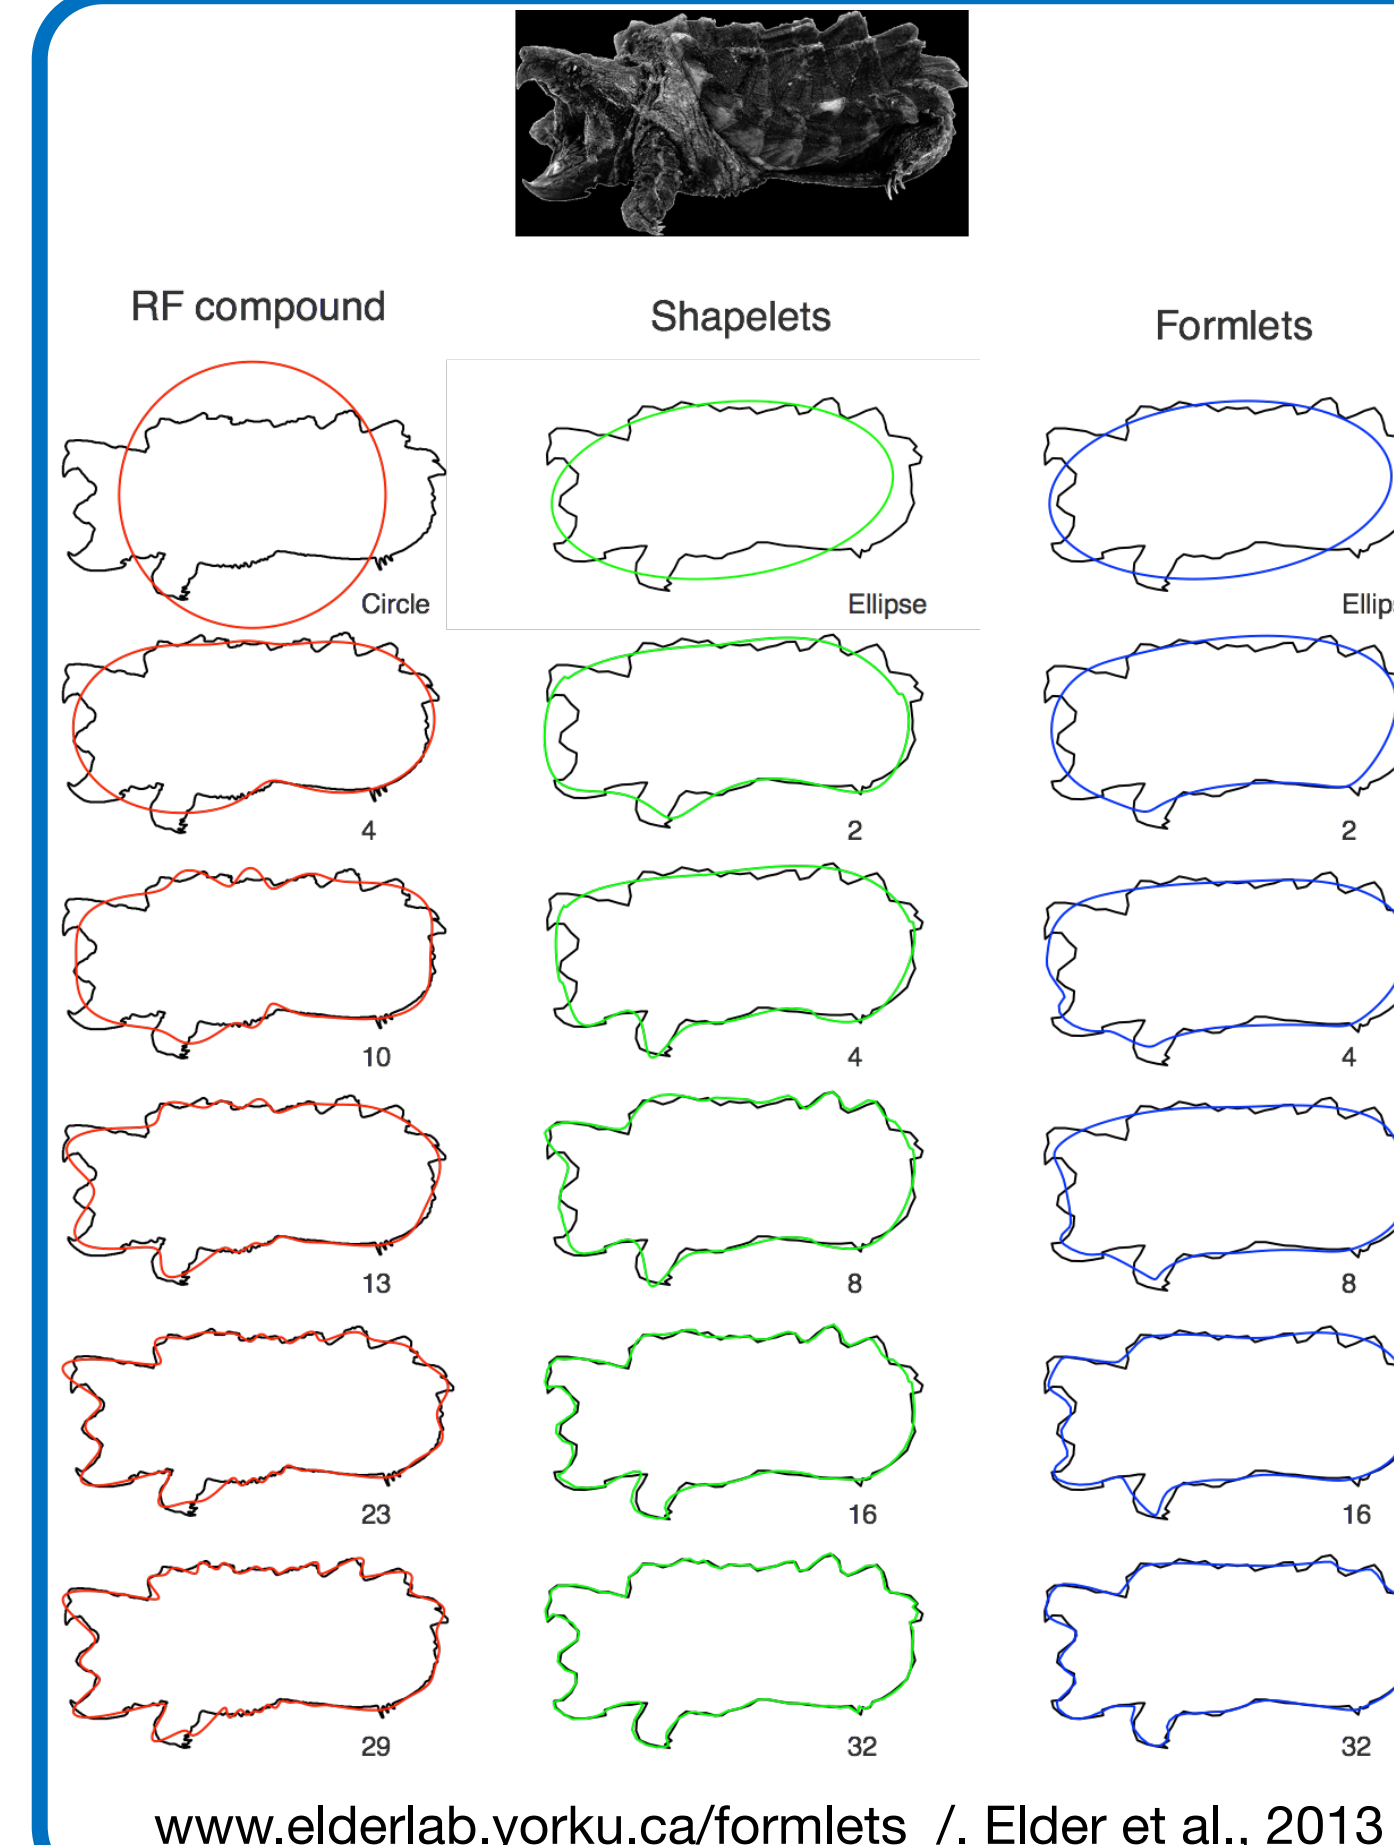 RF compound
Shapelets
Formlets
Circle
Ellipse
4
2
2
10
4
4
13
8
8
23
16
16
29
32
32
www.elderlab.yorku.ca/formlets /. Elder et al., 2013